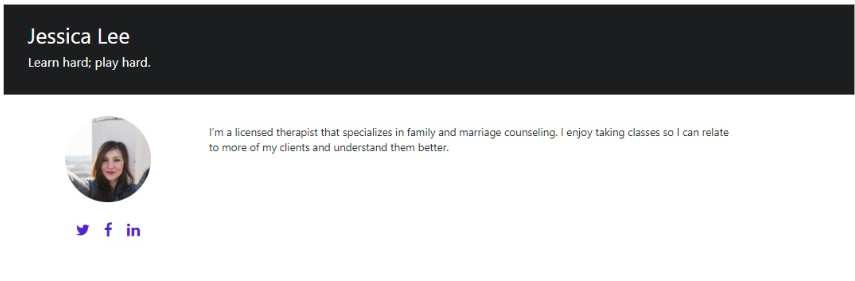 Jessica Lee
Learn hard; play hard.
I'm a licensed therapist that specializes in family and marriage counseling. I enjoy taking classes so I can relate
to more of my clients and understand them better.